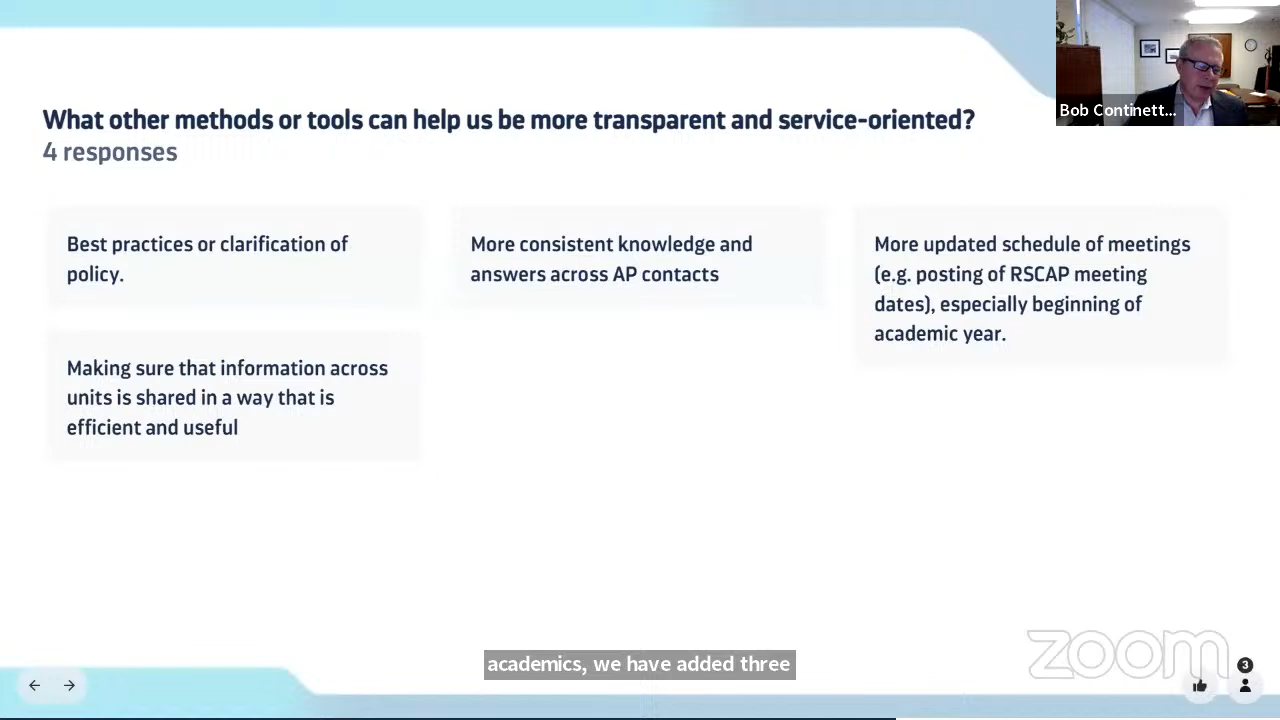 What other methods or tools can help us be more transparent and service-oriented?
4 responses
Bob Continett...
Best practices or clarification of
policy.
More consistent knowledge and
answers across AP contacts
More updated schedule of meetings
(e.g. posting of RSCAP meeting
dates), especially beginning of
academic year.
Making sure that information across
units is shared in a way that is
efficient and useful
zoom
3
academics, we have added three